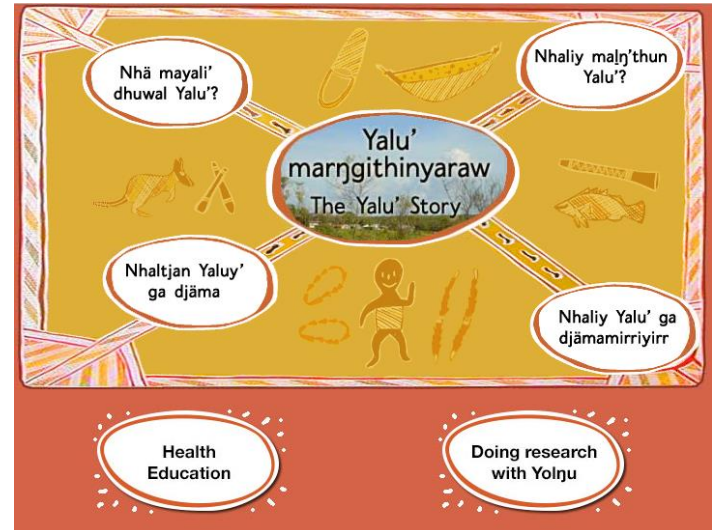 Nhä mayali'
dhuwal Yalu'?
Nhaliy maḻŋ'thun
Yalu'?
Yalu'
marŋgithinyaraw
The Yalu' Story
Nhaltjan Yaluy'
ga djäma
Nhaliy Yalu' ga
djämamirriyirr
Health
Education
Doing research
with Yolŋu